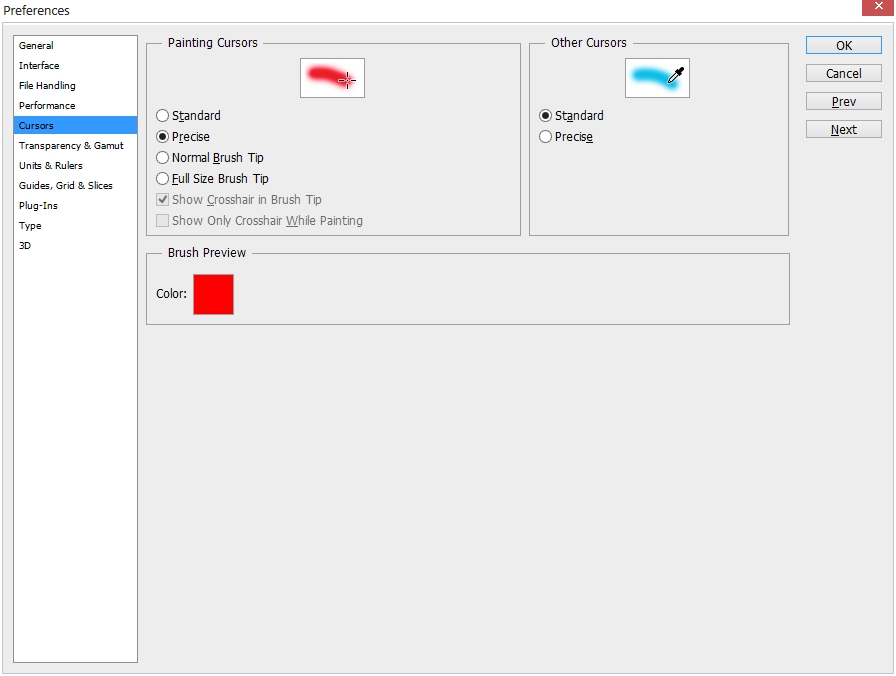 Preferences
General
Interface
File Handling
Performance
Cursors
Transparency & Gamut
Units & Rulers
Guides, Grid & Slices
Plug-Ins
Type
3D
Painting Cursors
Standard
Precise
Normal Brush Tip
Full Size Brush Tip
Show Crosshair in Brush Tip
Show Only Crosshair While Painting
Other Cursors
Standard
Precise
Brush Preview
Color:
OK
Cancel
Prev
Next